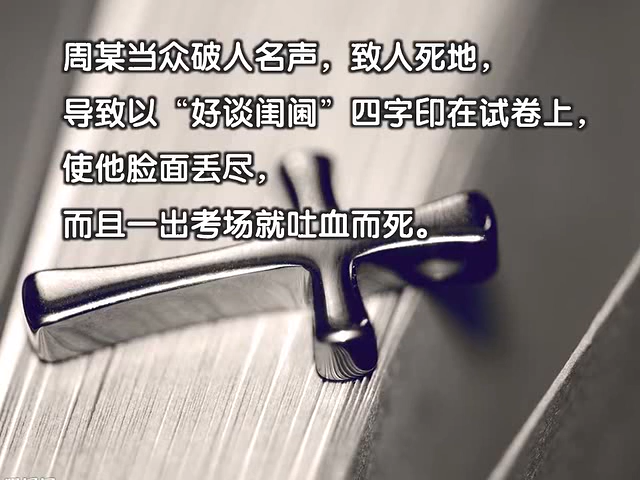 周某当众破人名声，致人死地，
导致以“好谈闺阃”四字印在试卷上，
使他脸面丢尽，
而且一出考场就吐血而死。